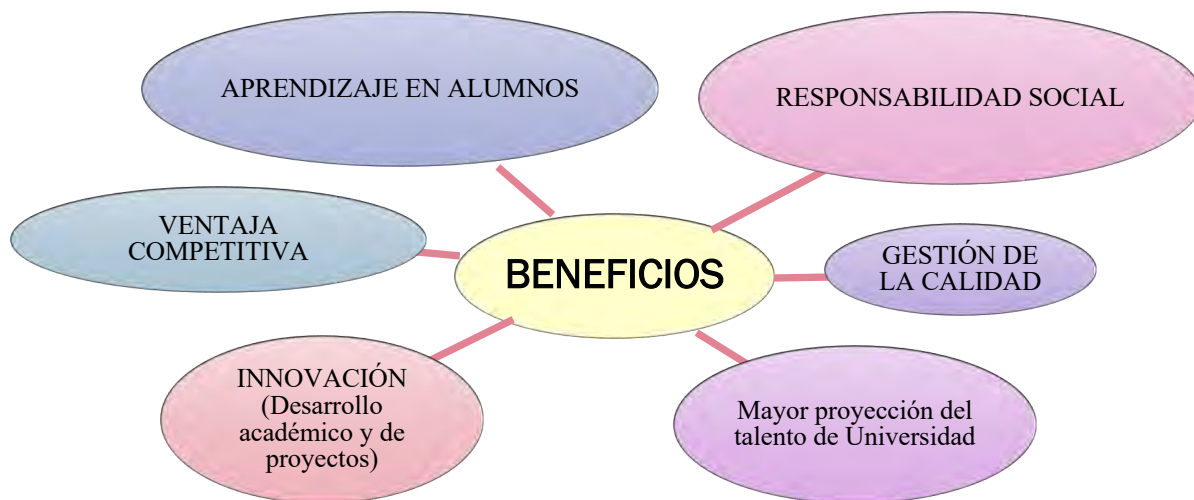 APRENDIZAJE EN ALUMNOS
RESPONSABILIDAD SOCIAL
VENTAJA
COMPETITIVA
BENEFICIOS
GESTIÓN DE
LA CALIDAD
INNOVACIÓN
(Desarrollo
académico y de
proyectos)
Mayor proyección del
talento de Universidad